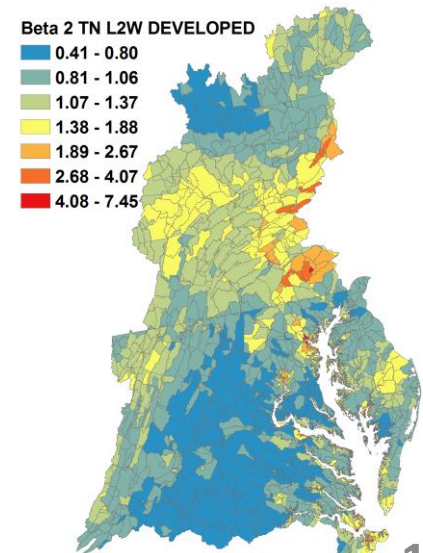 Beta 2 TN L2W DEVELOPED
0.41 - 0.80
0.81 - 1.06
1.07 - 1.37
1.38 - 1.88
1.89 - 2.67
2.68 - 4.07
4.08 - 7.45
1